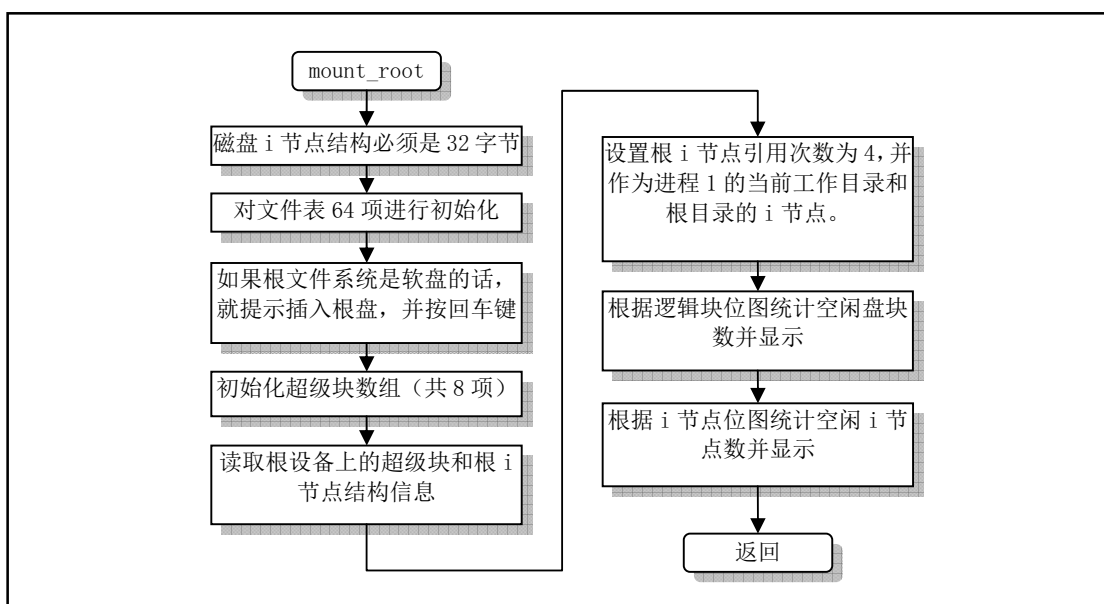 mount_root
磁盘 i 节点结构必须是 32 字节
对文件表 64 项进行初始化
如果根文件系统是软盘的话，
就提示插入根盘，并按回车键
初始化超级块数组（共 8 项）
读取根设备上的超级块和根 i
节点结构信息
设置根 i 节点引用次数为 4，并
作为进程 1 的当前工作目录和
根目录的 i 节点。
根据逻辑块位图统计空闲盘块
数并显示
根据 i 节点位图统计空闲 i 节
点数并显示
返回